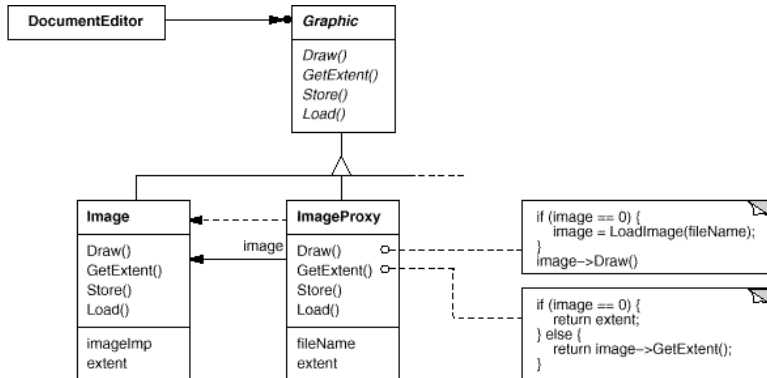 DocumentEditor
Graphic
Draw()
GetExtent()
Store()
Load()
Image
Draw()
GetExtent()
Store()
Load()
imageImp
extent
image
ImageProxy
Draw()
GetExtent()
Store()
Load()
fileName
extent
if (image == 0) {
image = LoadImage(fileName);
}
image->Draw()
if (image == 0) {
return extent;
} else {
return image->GetExtent();
}